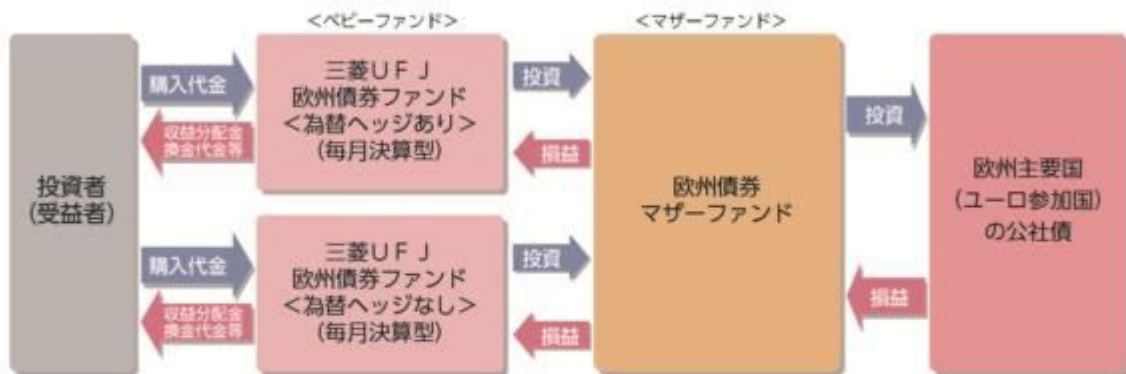 ＜ベビーファンド＞
＜マザーファンド＞
投資者
（受益者）
購入代金
収益分配金
換金代金等
三菱ＵＦＪ
欧州債券ファンド
＜為替ヘッジあり＞
（毎月決算型）
投資
損益
購入代金
収益分配金
換金代金等
三菱ＵＦＪ
欧州債券ファンド
＜為替ヘッジなし＞
（毎月決算型）
投資
損益
欧州債券
マザーファンド
投資
損益
欧州主要国
（ユーロ参加国）
の公社債